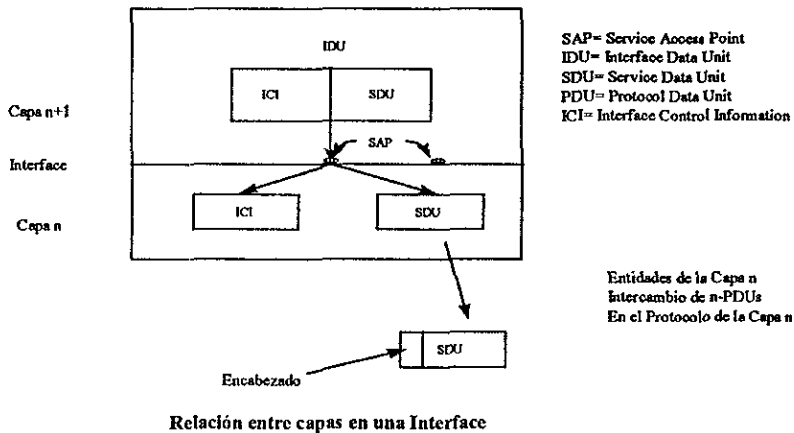 IDU
ICI
SDU
Capa n+1
SAP
Interface
ICI
SDU
Capa n
SDU
Encabezado
SAP= Service Access Point
IDU= Interface Data Unit
SDU= Service Data Unit
PDU= Protocol Data Unit
ICI= Interface Control Information
Entidades de la Capa n
Intercambio de n-PDUs
En el Protocolo de la Capa n
Relación entre capas en una Interface